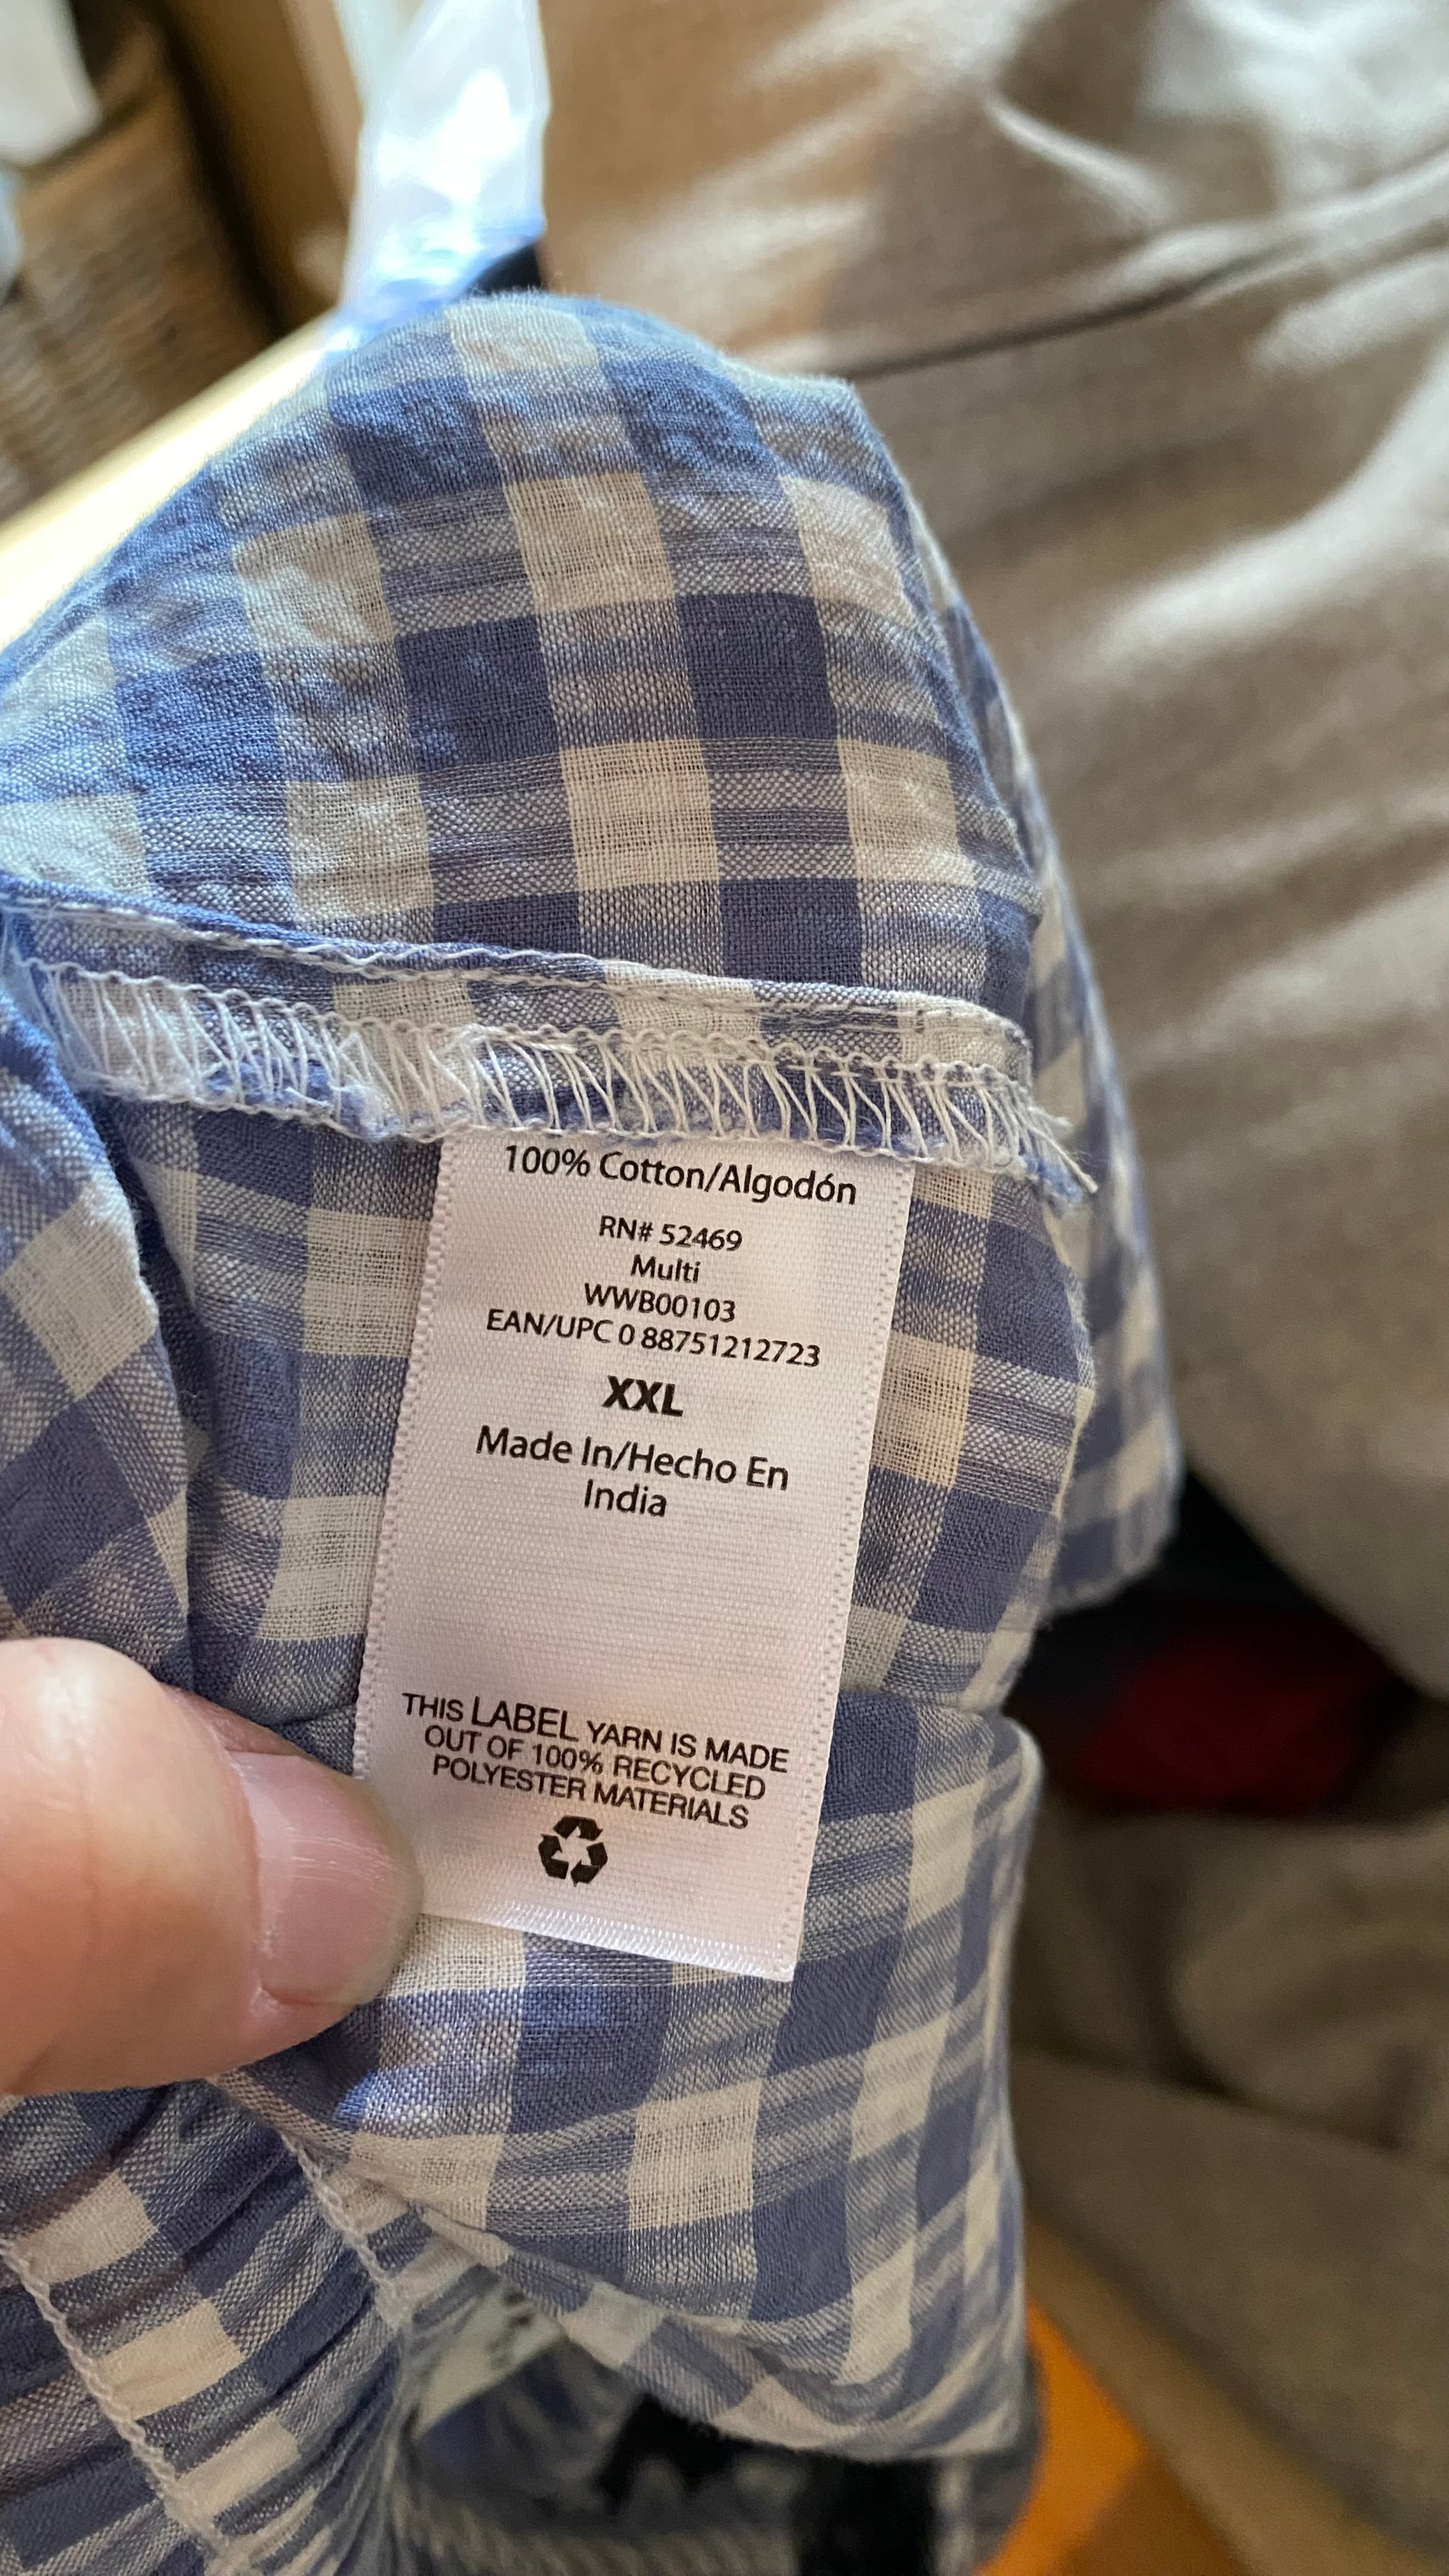 100% Cotton/Algodón
RN# 52469
Multi
WWB00103
EAN/UPC 0 88751212723
XXL
Made In/Hecho En
India
THIS LABEL YARN IS MADE
OUT OF 100% RECYCLED
POLYESTER MATERIALS